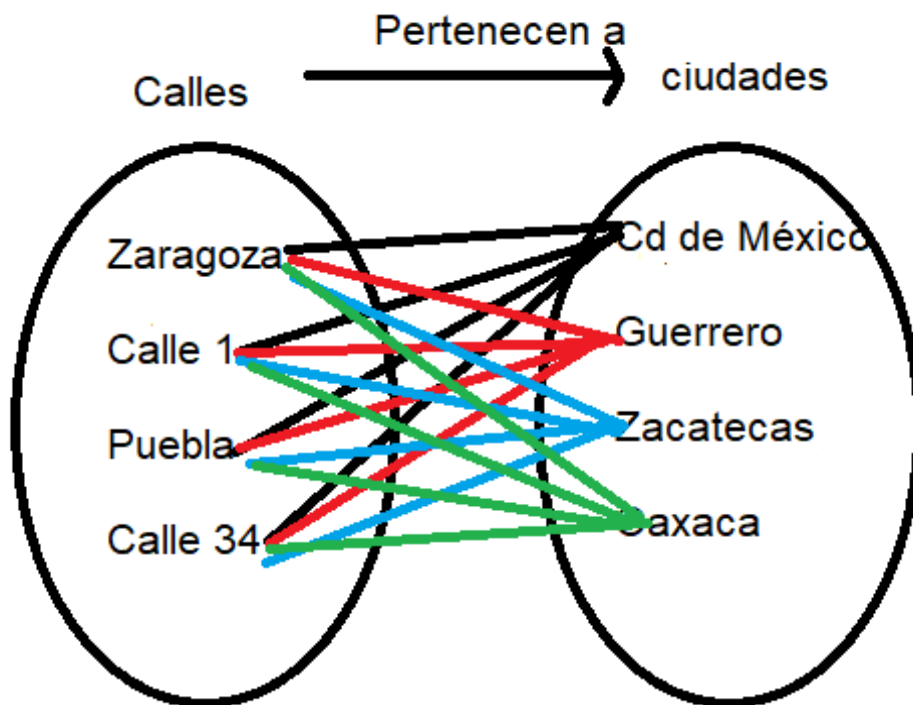 Pertenecen a
Calles
ciudades
Zaragoza
Cd de México
Calle 1
Guerrero
Puebla
Zacatecas
Calle 34
Oaxaca